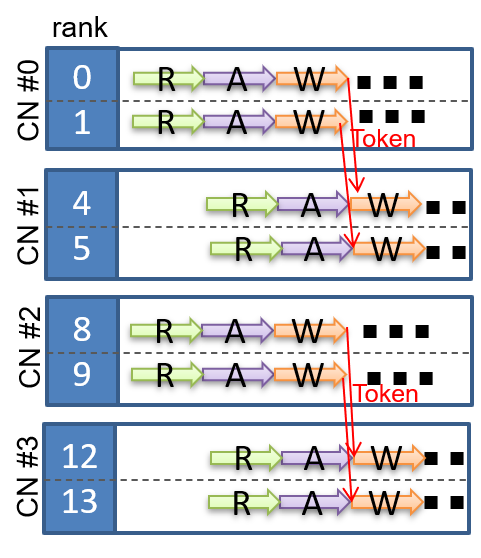 rank
CN #0
0 R A W ■ ■ ■
1 R A W ■ ■ ■
Token
CN #1
4 R A W ■ ■
5 R A W ■ ■
CN #2
8 R A W ■ ■ ■
9 R A W ■ ■ ■
Token
CN #3
12 R A W ■ ■
13 R A W ■ ■